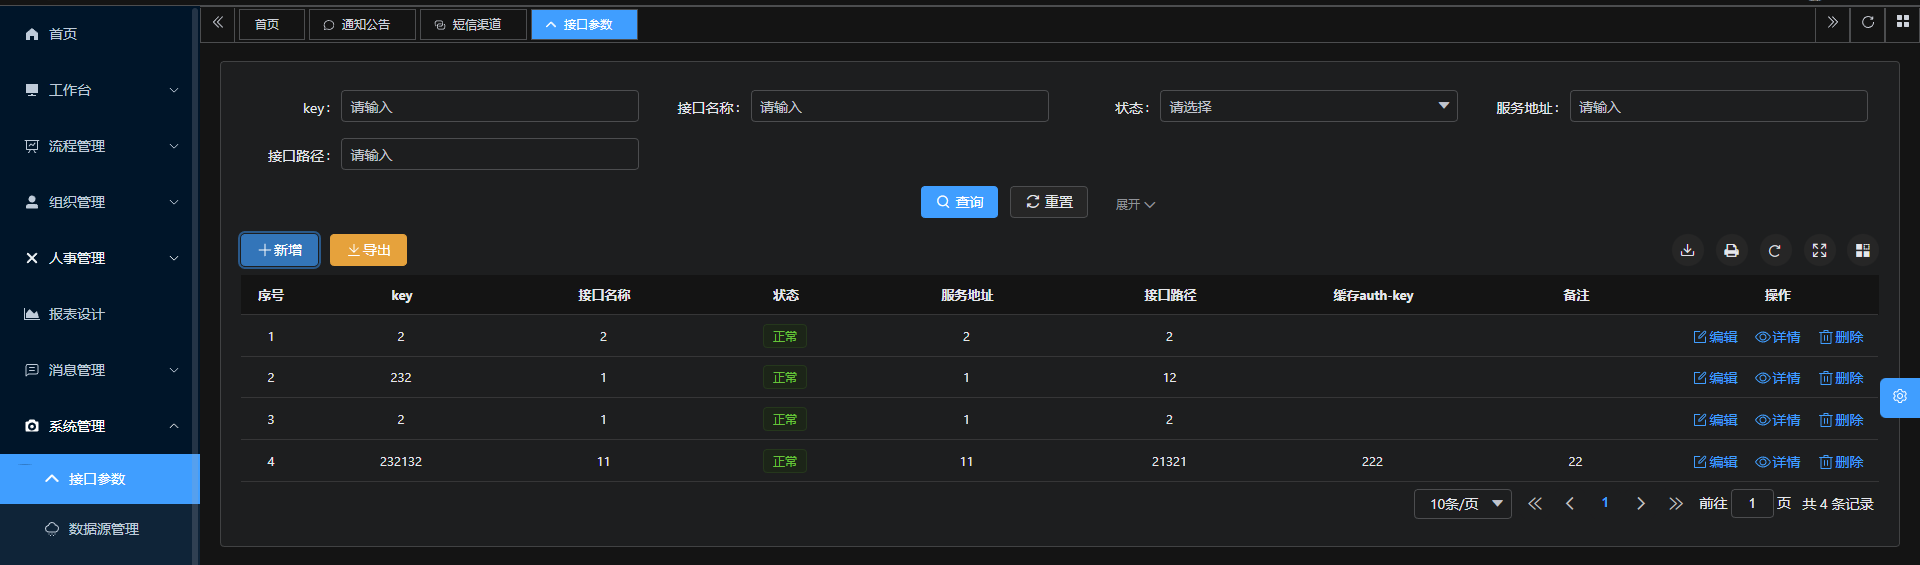 首页
工作台
流程管理
组织管理
人事管理
报表设计
消息管理
系统管理
接口参数
数据源管理
首页 通知公告 短信渠道 接口参数
key: 请输入 接口名称: 请输入 状态: 请选择 服务地址: 请输入
接口路径: 请输入
查询 重置 展开
新增 导出
序号 key 接口名称 状态 服务地址 接口路径 缓存auth-key 备注 操作
1 2 2 正常 2 2 编辑 详情 删除
2 232 1 正常 1 12 编辑 详情 删除
3 2 1 正常 1 2 编辑 详情 删除
4 232132 11 正常 11 21321 222 22 编辑 详情 删除
10条/页 1 前往 1 页 共 4 条记录